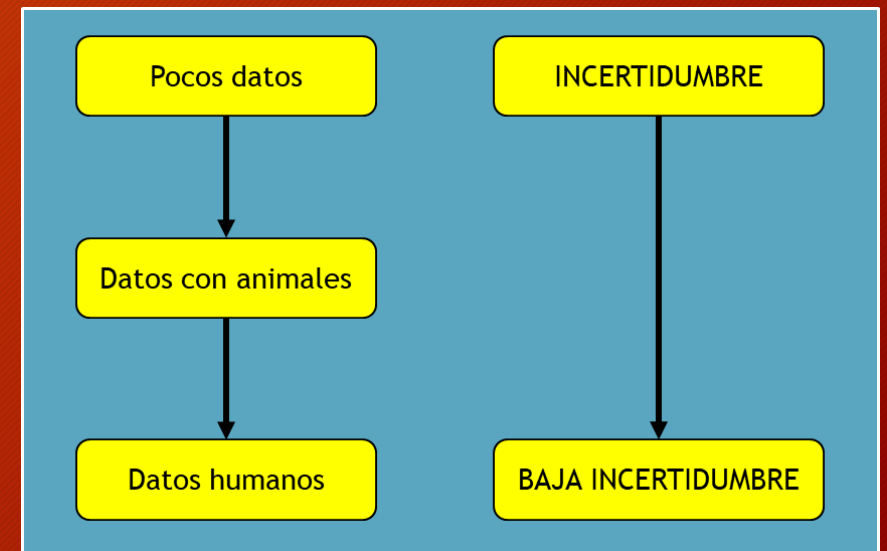 Pocos datos
INCERTIDUMBRE
Datos con animales
Datos humanos
BAJA INCERTIDUMBRE